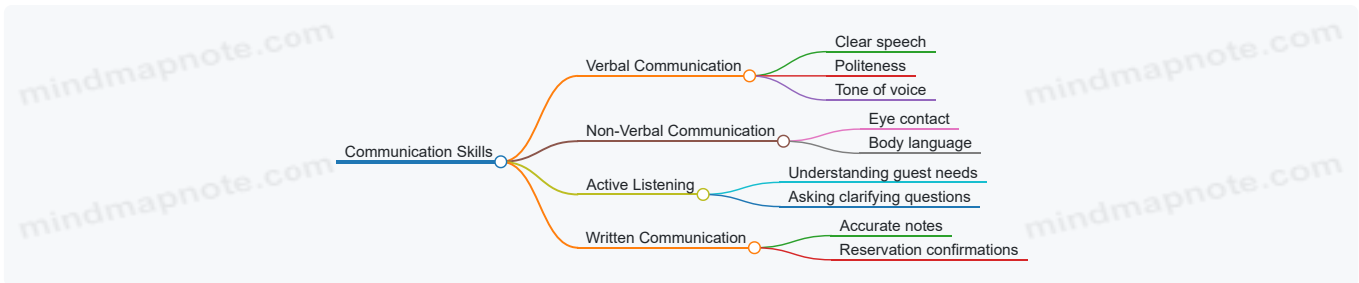 mindmapnote.com
mindmapnote.com
Communication Skills
Verbal Communication
Clear speech
Politeness
Tone of voice
Non-Verbal Communication
Eye contact
Body language
Active Listening
Understanding guest needs
Asking clarifying questions
Written Communication
Accurate notes
Reservation confirmations
mindmapnote.com
mindmapnote.com